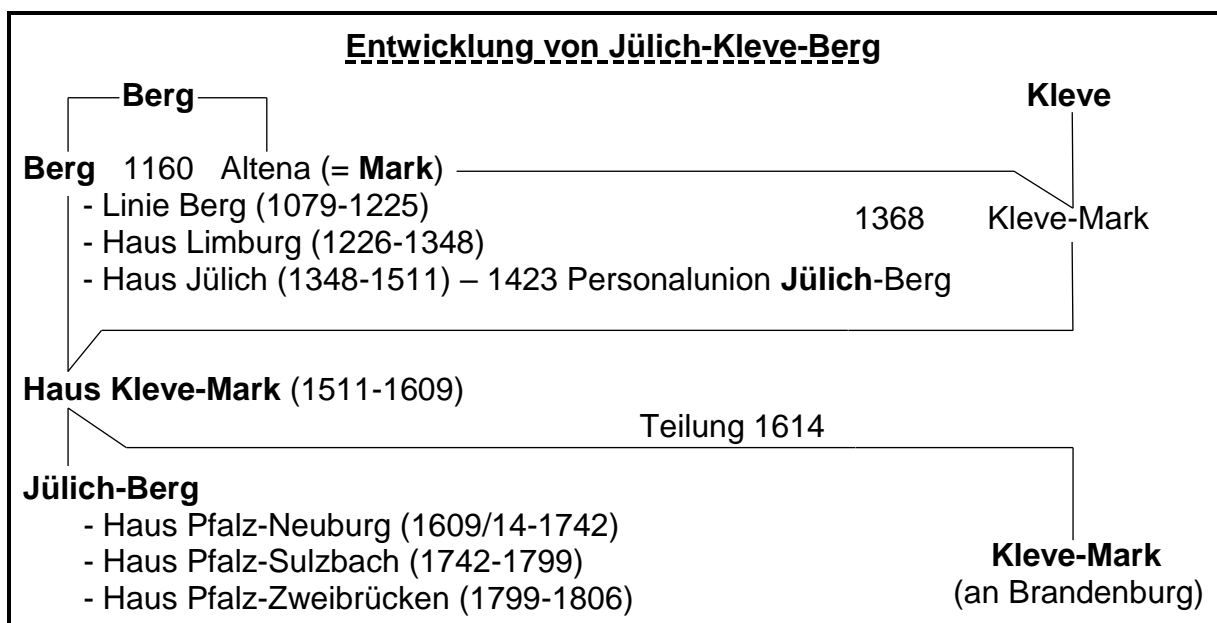 Entwicklung von Jülich-Kleve-Berg
Berg Kleve
Berg 1160 Altena (= Mark)
- Linie Berg (1079-1225)
1368 Kleve-Mark
- Haus Limburg (1226-1348)
- Haus Jülich (1348-1511) – 1423 Personalunion Jülich-Berg
Haus Kleve-Mark (1511-1609)
Teilung 1614
Jülich-Berg
- Haus Pfalz-Neuburg (1609/14-1742)
- Haus Pfalz-Sulzbach (1742-1799)
- Haus Pfalz-Zweibrücken (1799-1806)
Kleve-Mark
(an Brandenburg)